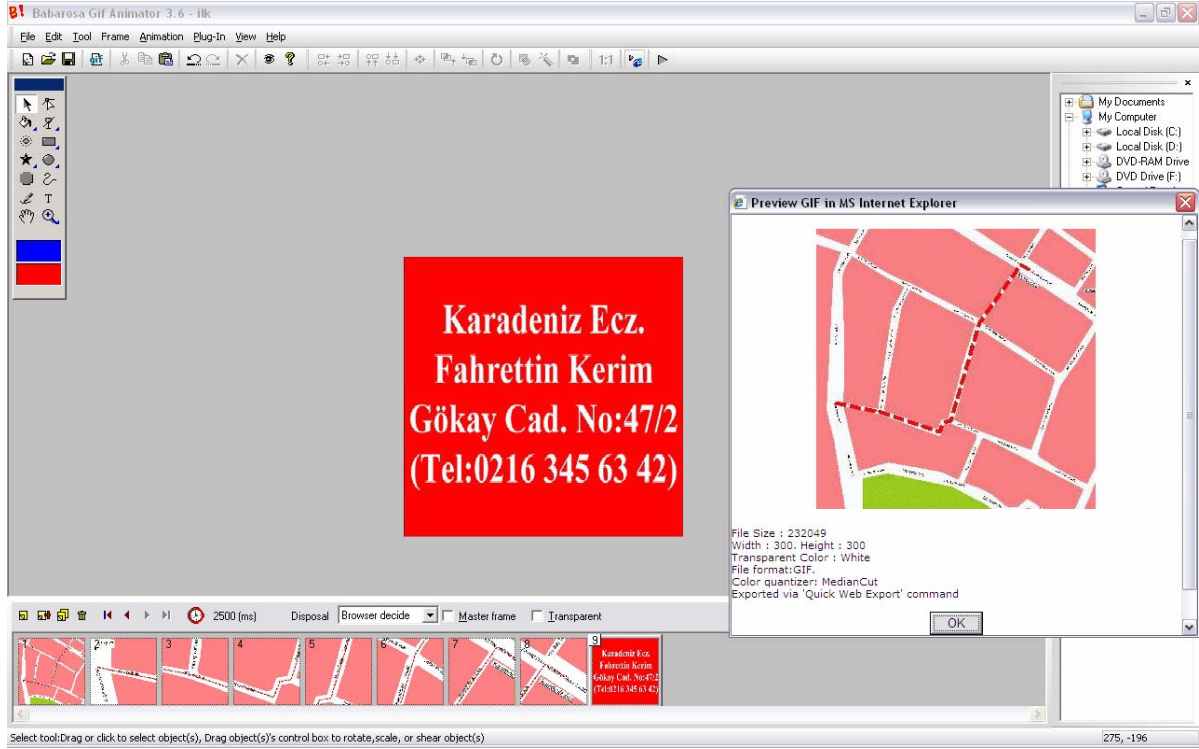 Babarosa Gif Animator 3.6 - ilk
File Edit Tool Frame Animation Plug-In View Help
1:1
My Documents
My Computer
Local Disk (C:)
Local Disk (D:)
DVD-RAM Drive
DVD Drive (F:)
Preview GIF in MS Internet Explorer
Karadeniz Ecz.
Fahrettin Kerim
Gökay Cad. No:47/2
(Tel:0216 345 63 42)
File Size : 232049
Width : 300. Height : 300
Transparent Color : White
File format:GIF.
Color quantizer: MedianCut
Exported via 'Quick Web Export' command
OK
2500 (ms) Disposal Browser decide Master frame Transparent
1 2 3 4 5 6 7 8 9
Karadeniz Ecz.
Fahrettin Kerim
Gökay Cad. No:47/2
(Tel:0216 345 63 42)
Select tool:Drag or click to select object(s), Drag object(s)'s control box to rotate,scale, or shear object(s)
275, -196